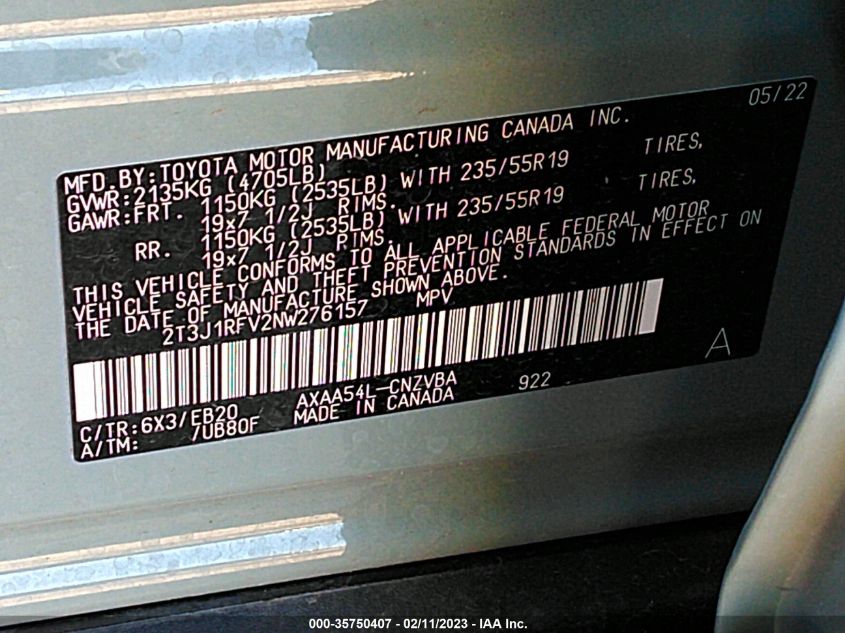 05/22
MFD.BY:TOYOTA MOTOR MANUFACTURING CANADA INC.
GVWR:2135KG (4705LB)
GAWR:FRT. 1150KG (2535LB) WITH 235/55R19 TIRES,
19x7 1/2J RIMS.
RR. 1150KG (2535LB) WITH 235/55R19 TIRES,
19x7 1/2J RIMS.
THIS VEHICLE CONFORMS TO ALL APPLICABLE FEDERAL MOTOR
VEHICLE SAFETY AND THEFT PREVENTION STANDARDS IN EFFECT ON
THE DATE OF MANUFACTURE SHOWN ABOVE.
2T3J1RFV2NW276157 MPV
A
C/TR:6X3/EB20 AXAA54L-CNZVBA 922
A/TM: /UB80F MADE IN CANADA
000-35750407 - 02/11/2023 - IAA Inc.